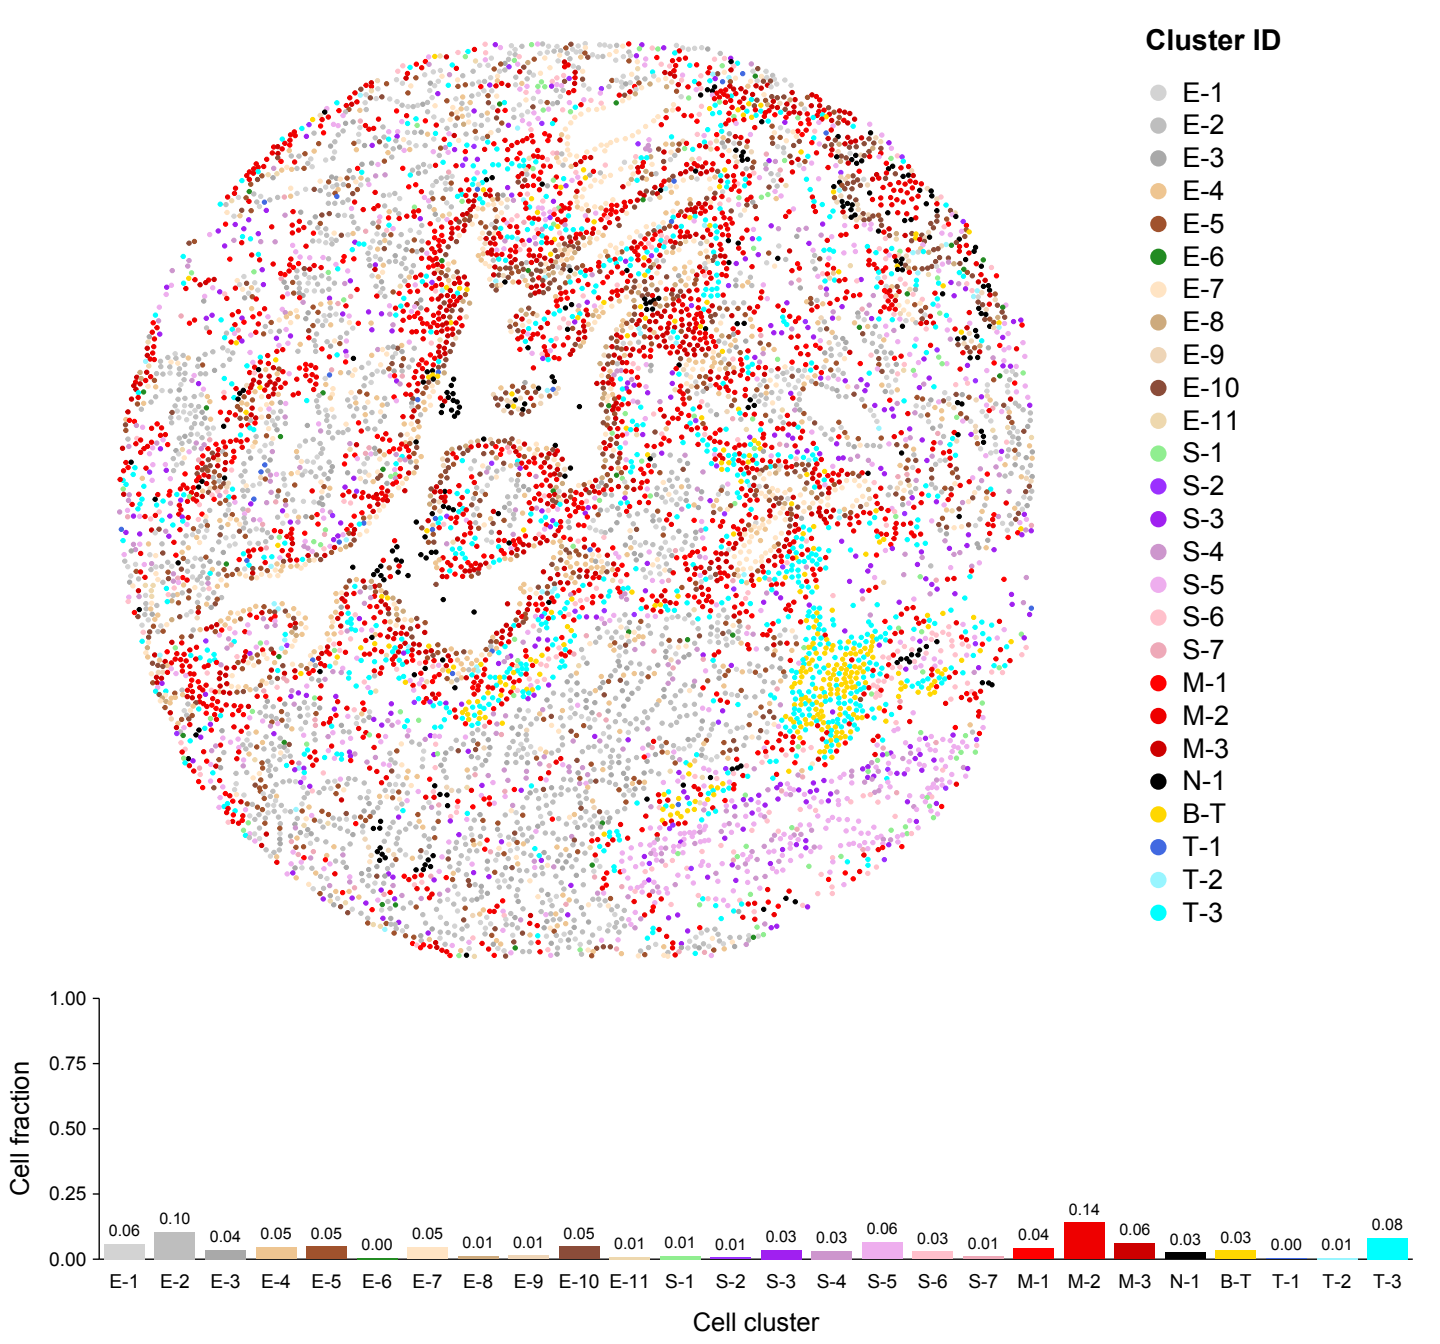 Cluster ID
E-1
E-2
E-3
E-4
E-5
E-6
E-7
E-8
E-9
E-10
E-11
S-1
S-2
S-3
S-4
S-5
S-6
S-7
M-1
M-2
M-3
N-1
B-T
T-1
T-2
T-3
1.00
0.75
0.50
0.25
0.00
Cell fraction
0.06 0.10 0.04 0.05 0.05 0.00 0.05 0.01 0.01 0.05 0.01 0.01 0.01 0.03 0.03 0.06 0.03 0.01 0.04 0.14 0.06 0.03 0.03 0.00 0.01 0.08
E-1 E-2 E-3 E-4 E-5 E-6 E-7 E-8 E-9 E-10 E-11 S-1 S-2 S-3 S-4 S-5 S-6 S-7 M-1 M-2 M-3 N-1 B-T T-1 T-2 T-3
Cell cluster